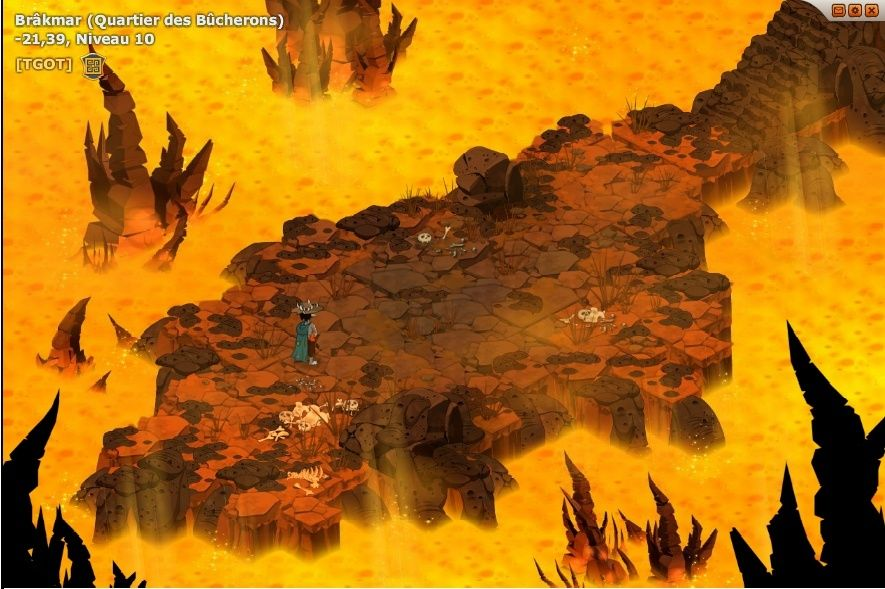 Brâkmar (Quartier des Bûcherons)
-21,39, Niveau 10
[TGOT]